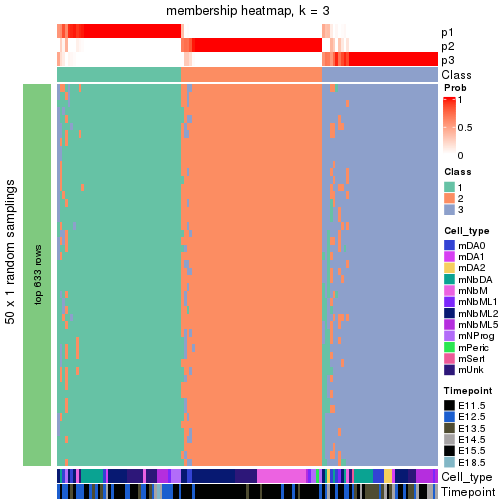 membership heatmap, k = 3
p1
p2
p3
Class
50 x 1 random samplings
top 633 rows
Prob
1
0.5
0
Class
1
2
3
Cell_type
mDA0
mDA1
mDA2
mNbDA
mNbM
mNbML1
mNbML2
mNbML5
mNProg
mPeric
mSert
mUnk
Timepoint
E11.5
E12.5
E13.5
E14.5
E15.5
E18.5
Cell_type
Timepoint